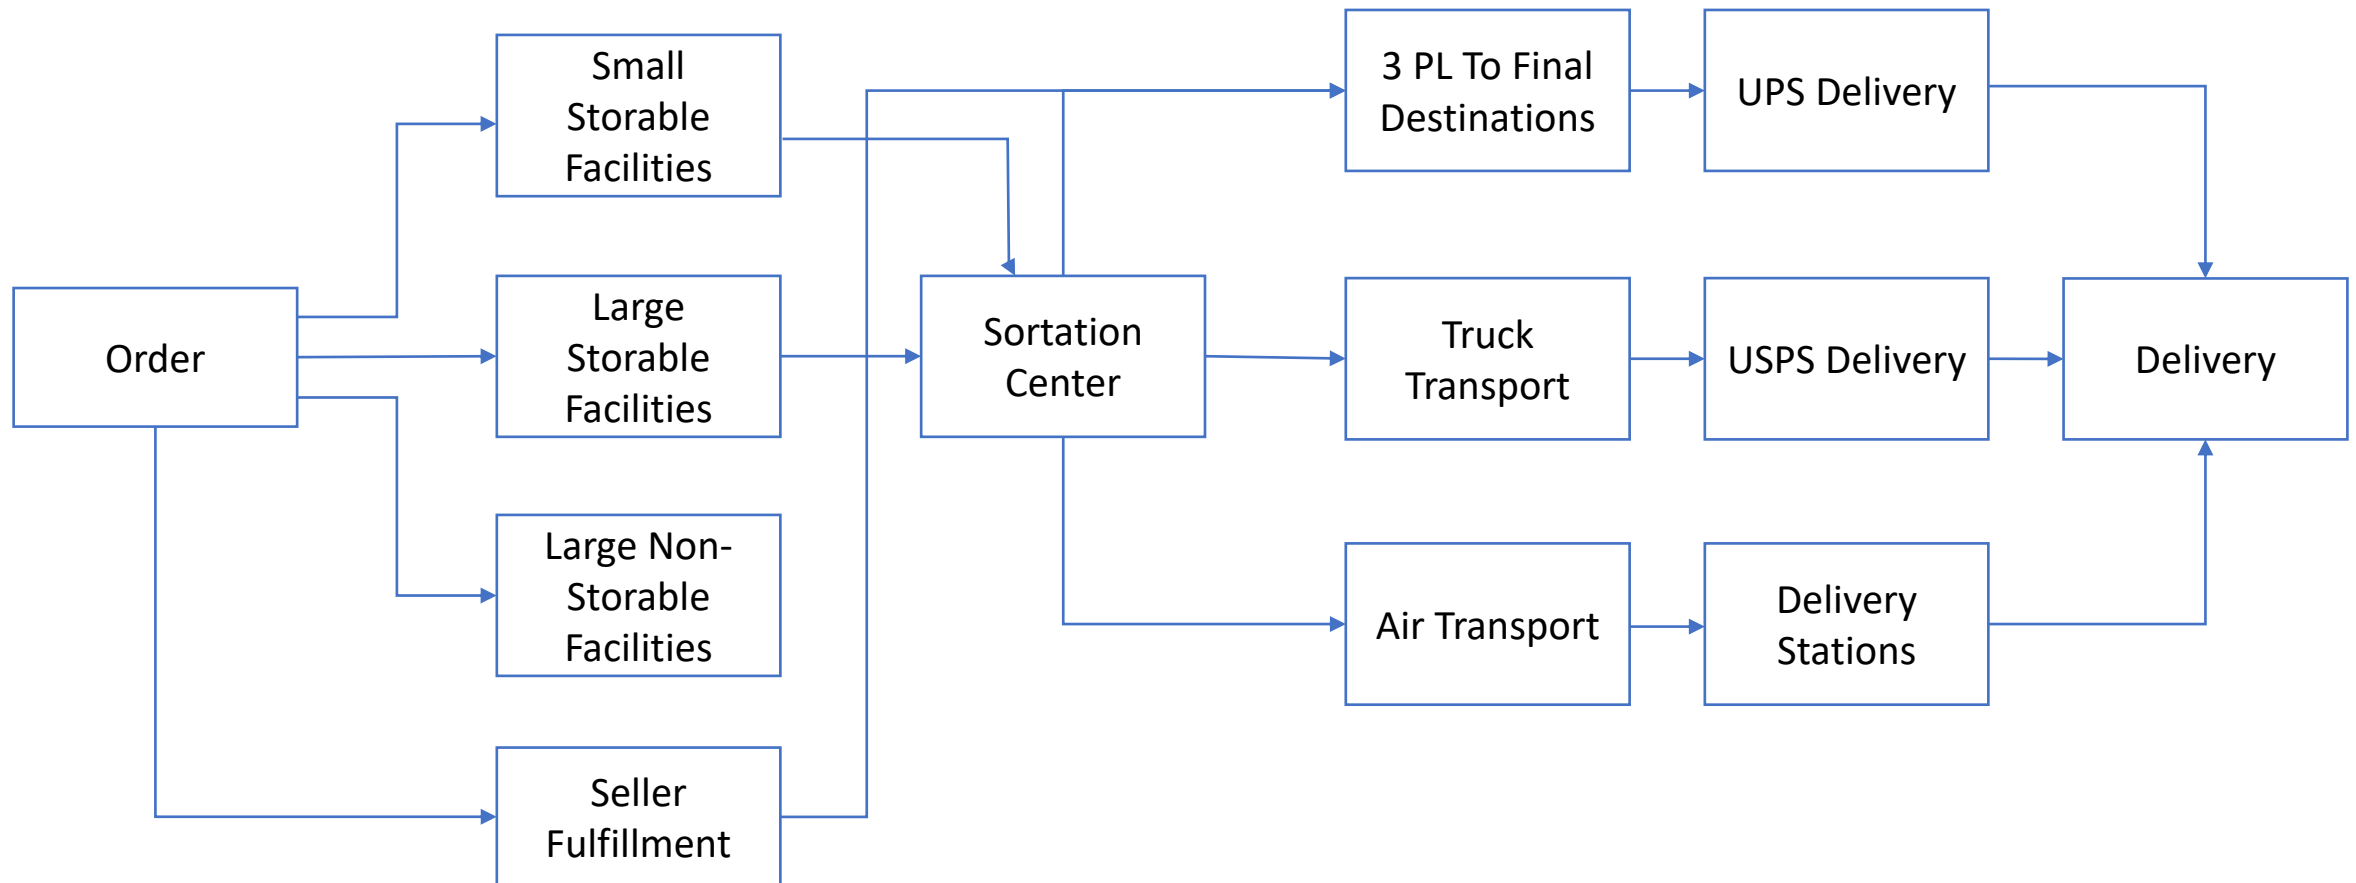 Order
Small
Storable
Facilities
Large
Storable
Facilities
Large Non-
Storable
Facilities
Seller
Fulfillment
Sortation
Center
3 PL To Final
Destinations
Truck
Transport
Air Transport
UPS Delivery
USPS Delivery
Delivery
Stations
Delivery